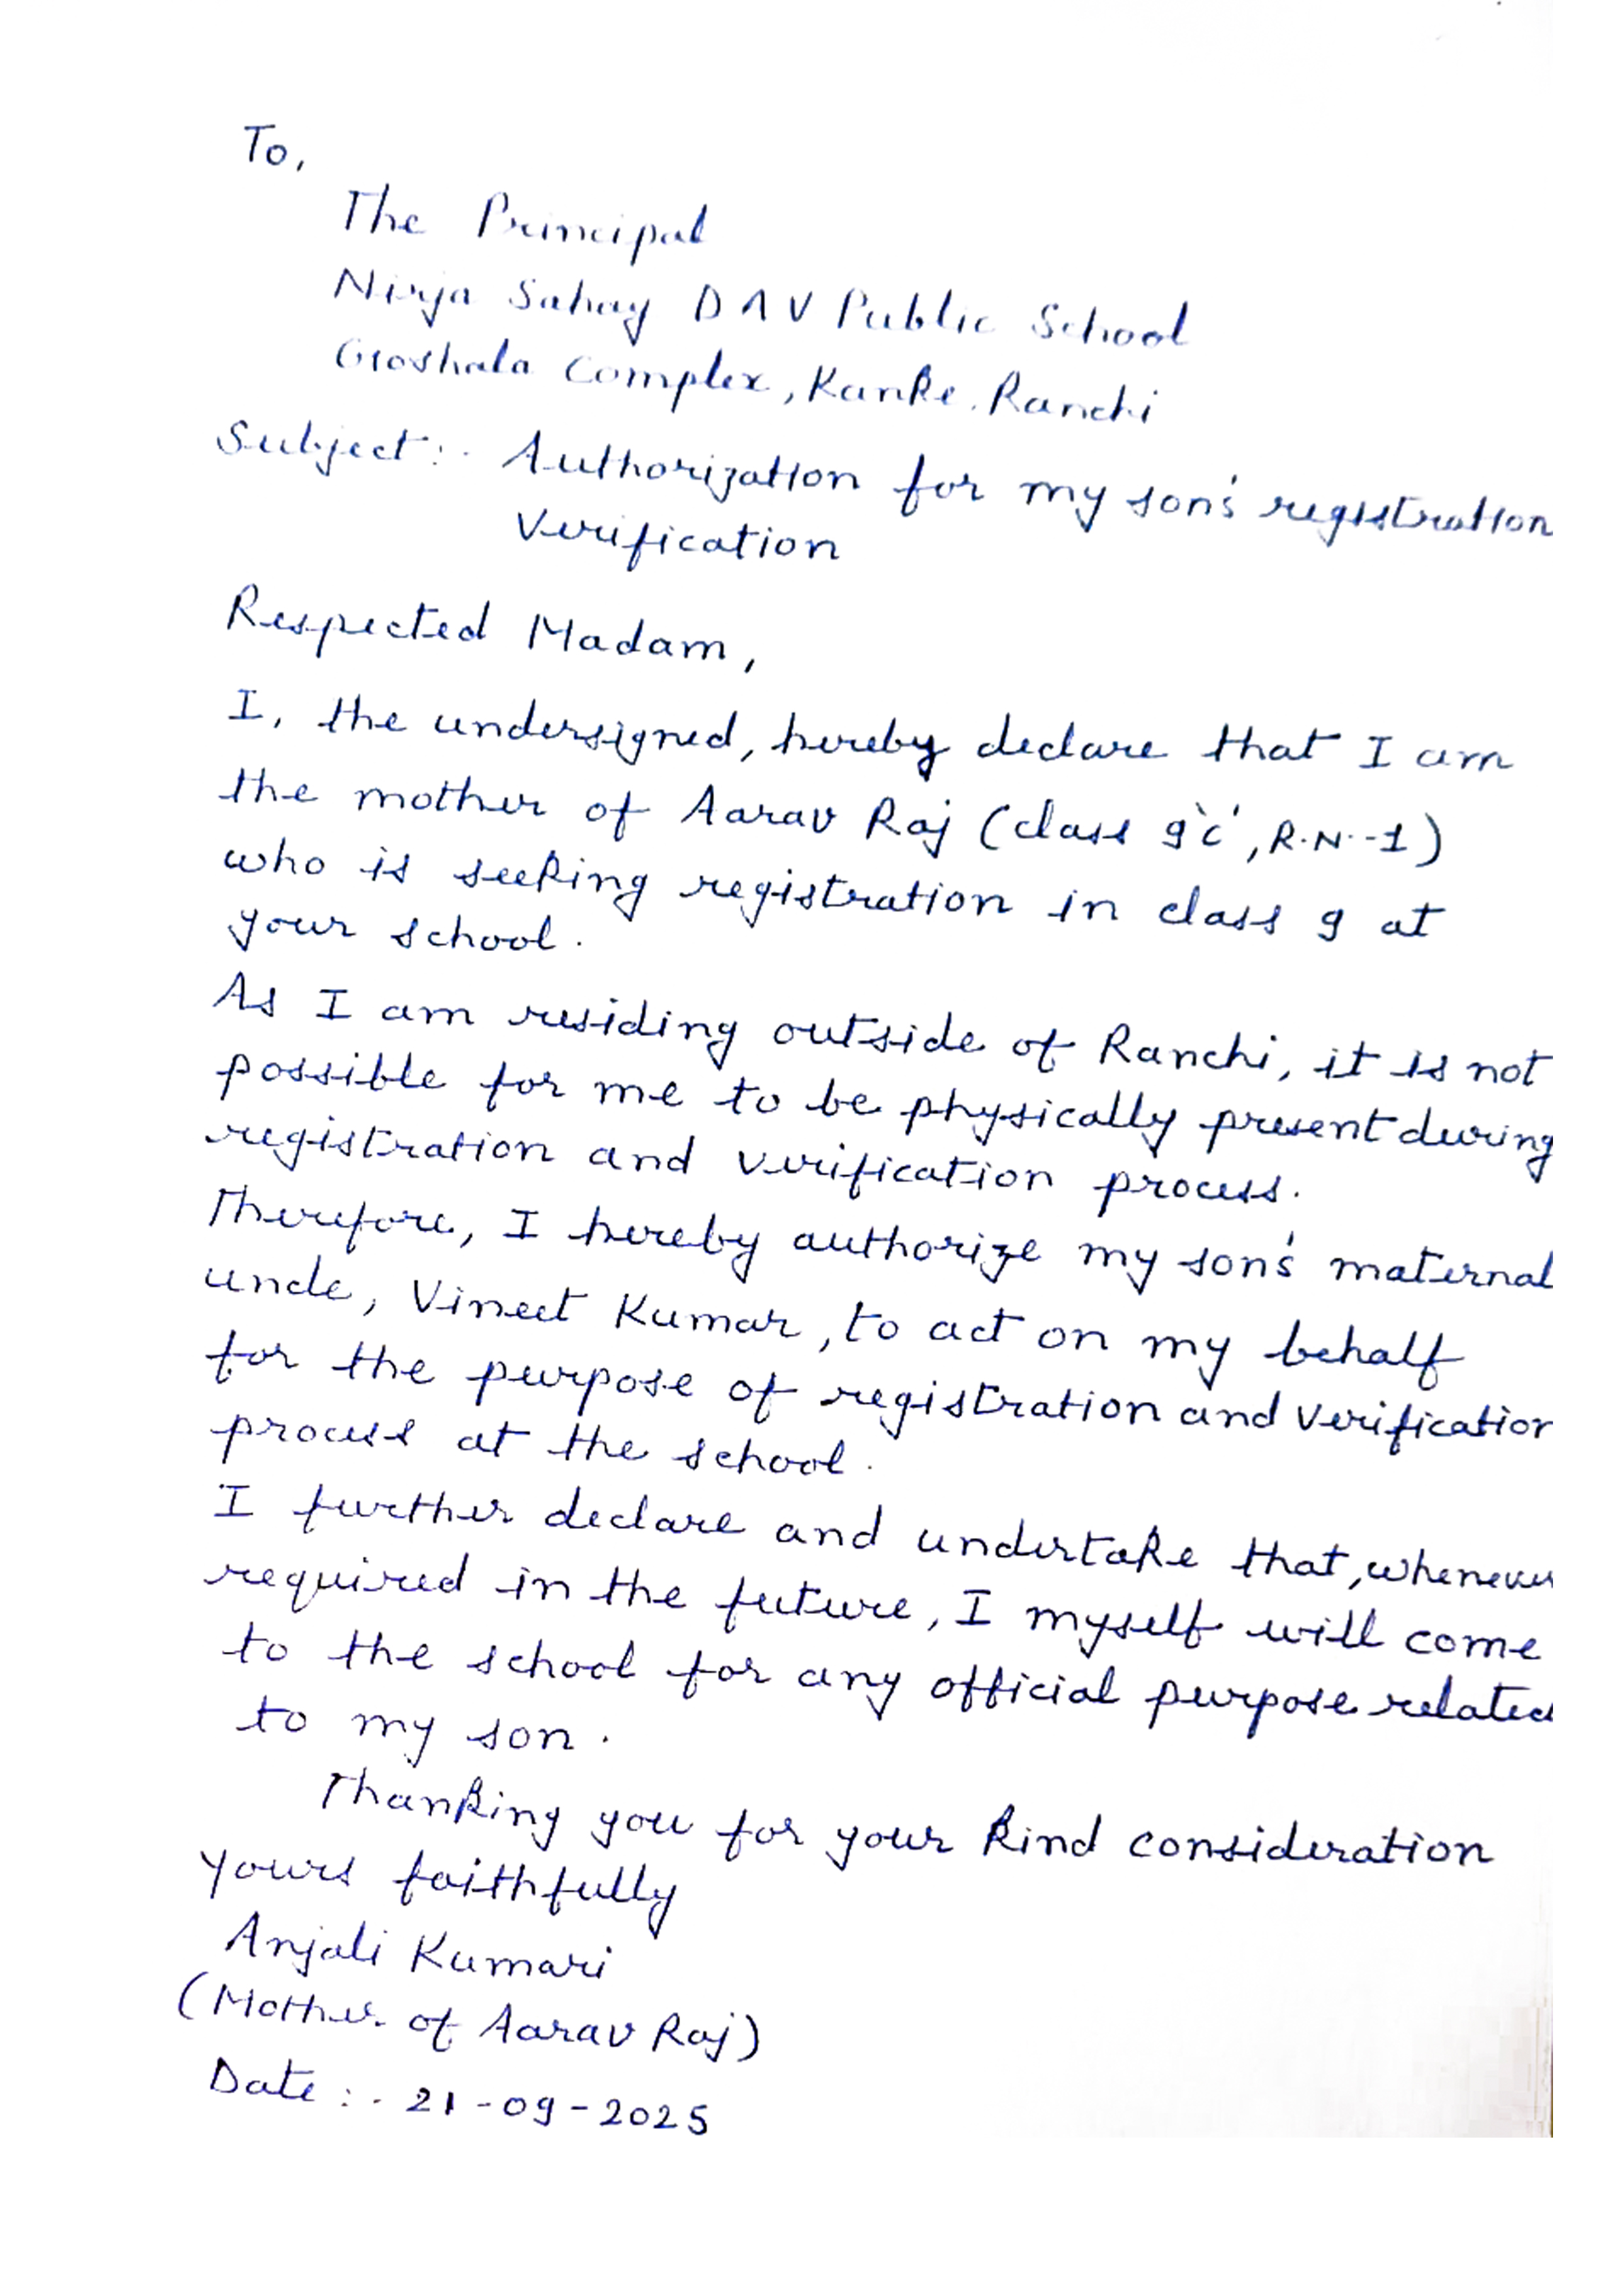 To,
The Principal
Nirja Sahay DAV Public School
Goshala Complex, Kanke. Ranchi
Subject:- Authorization for my son's registration
Verification
Respected Madam,
I, the undersigned, hereby declare that I am
the mother of Aarav Raj (class 9 'C', R.N.-1)
who is seeking registration in class 9 at
your school.
As I am residing outside of Ranchi, it is not
possible for me to be physically present during
registration and verification process.
Therefore, I hereby authorize my son's maternal
uncle, Vineet Kumar, to act on my behalf
for the purpose of registration and verification
process at the school.
I further declare and undertake that, whenever
required in the future, I myself will come
to the school for any official purpose related
to my son.
Thanking you for your kind consideration
Yours faithfully
Anjali Kumari
(Mother of Aarav Raj)
Date:- 21-09-2025